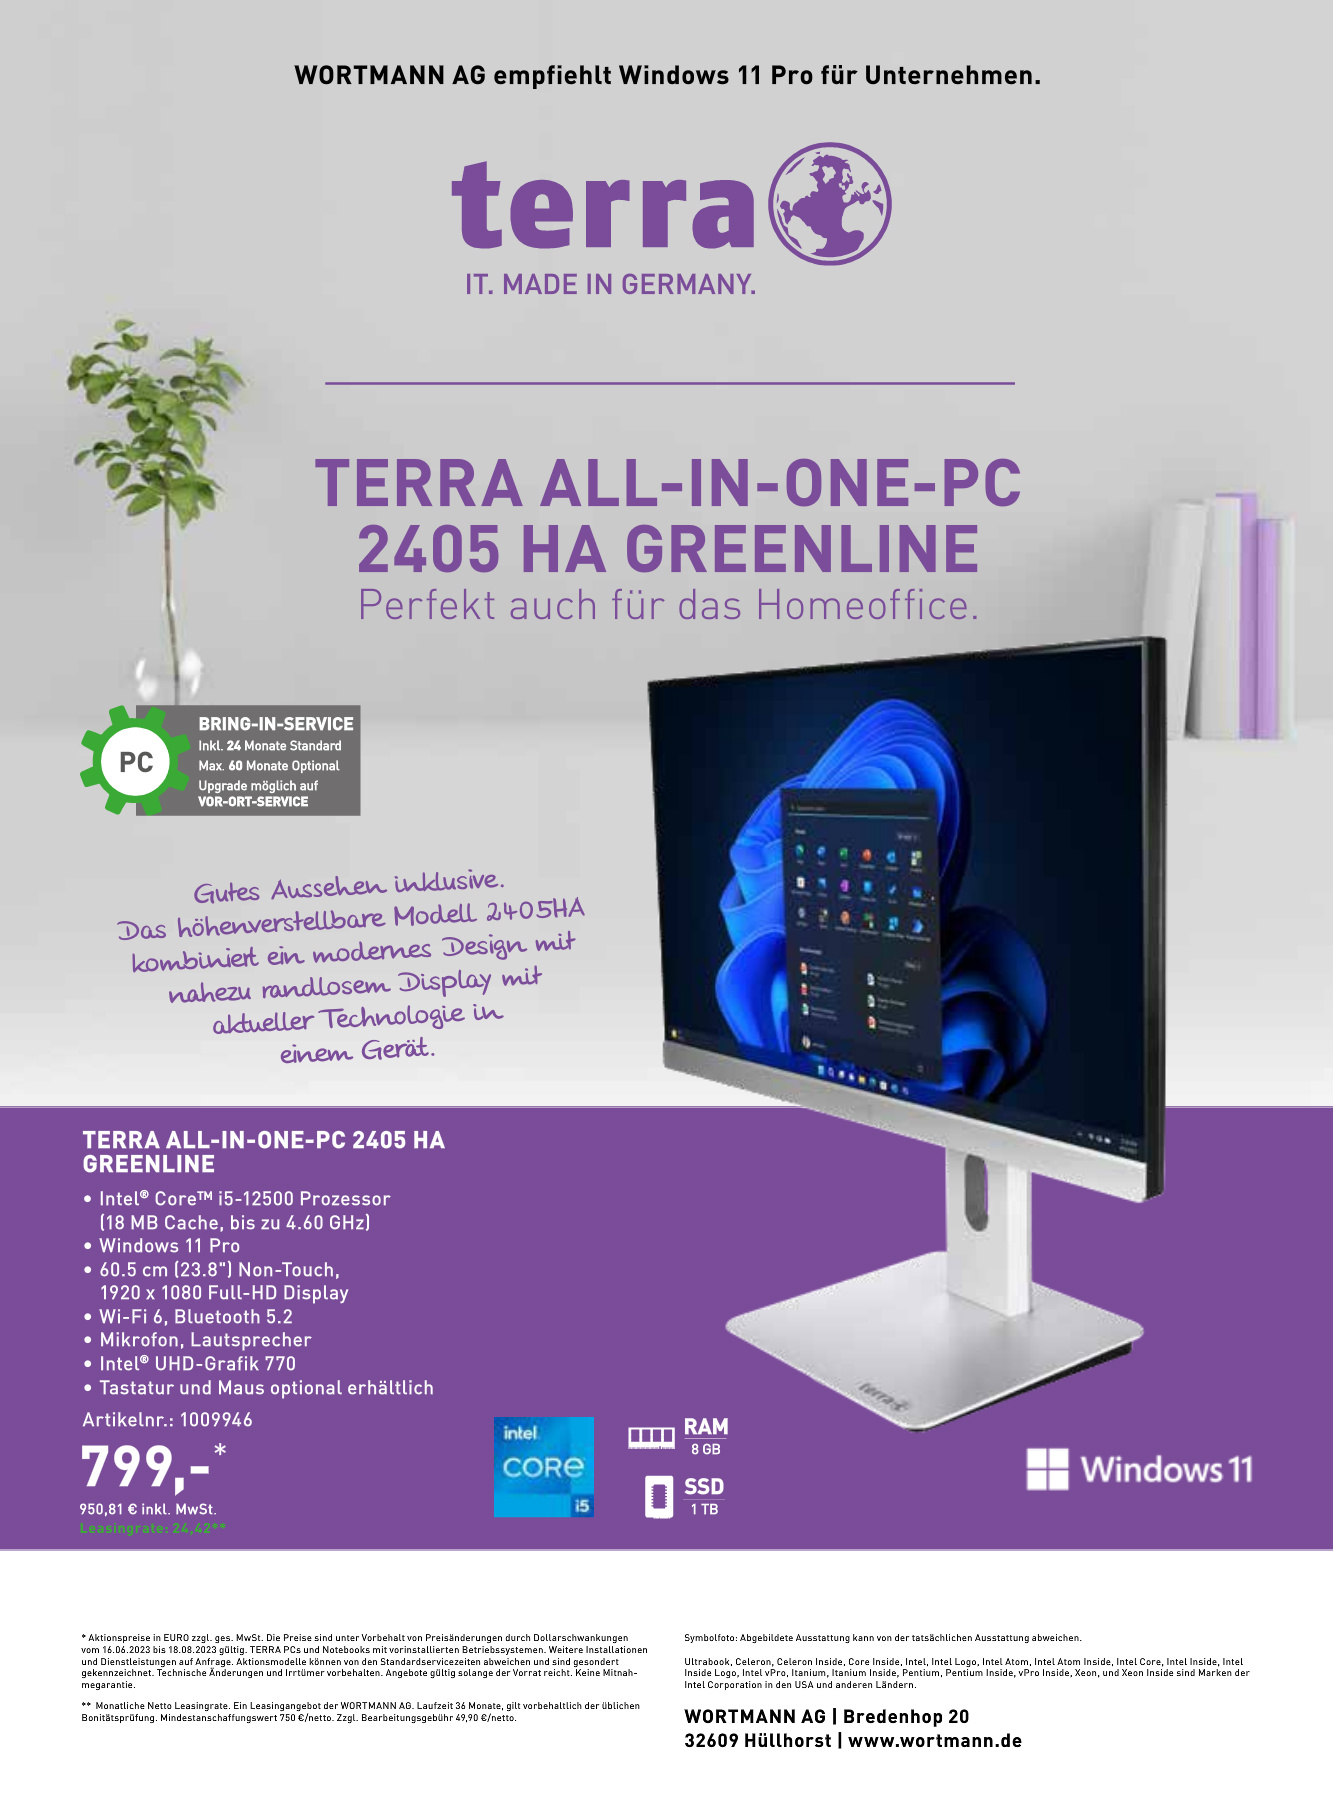 WORTMANN AG empfiehlt Windows 11 Pro für Unternehmen.
terra
IT. MADE IN GERMANY.
TERRA ALL-IN-ONE-PC
2405 HA GREENLINE
Perfekt auch für das Homeoffice.
PC
BRING-IN-SERVICE
Inkl. 24 Monate Standard
Max. 60 Monate Optional
Upgrade möglich auf
VOR-ORT-SERVICE
Gutes Aussehen inklusive.
Das höhenverstellbare Modell 2405HA
kombiniert ein modernes Design mit
nahezu randlosem Display mit
aktueller Technologie in
einem Gerät.
TERRA ALL-IN-ONE-PC 2405 HA
GREENLINE
• Intel® Core™ i5-12500 Prozessor
(18 MB Cache, bis zu 4.60 GHz)
• Windows 11 Pro
• 60.5 cm (23.8") Non-Touch,
1920 x 1080 Full-HD Display
• Wi-Fi 6, Bluetooth 5.2
• Mikrofon, Lautsprecher
• Intel® UHD-Grafik 770
• Tastatur und Maus optional erhältlich
Artikelnr.: 1009946
799,-*
950,81 € inkl. MwSt.
Leasingrate: 24,42**
intel
CORE
i5
RAM
8 GB
SSD
1 TB
terra
Windows 11
* Aktionspreise in EURO zzgl. ges. MwSt. Die Preise sind unter Vorbehalt von Preisänderungen durch Dollarschwankungen
vom 16.06.2023 bis 18.08.2023 gültig. TERRA PCs und Notebooks mit vorinstallierten Betriebssystemen. Weitere Installationen
und Dienstleistungen auf Anfrage. Aktionsmodelle können von den Standardservicezeiten abweichen und sind gesondert
gekennzeichnet. Technische Änderungen und Irrtümer vorbehalten. Angebote gültig solange der Vorrat reicht. Keine Mitnah-
megarantie.
** Monatliche Netto Leasingrate. Ein Leasingangebot der WORTMANN AG. Laufzeit 36 Monate, gilt vorbehaltlich der üblichen
Bonitätsprüfung. Mindestanschaffungswert 750 €/netto. Zzgl. Bearbeitungsgebühr 49,90 €/netto.
Symbolfoto: Abgebildete Ausstattung kann von der tatsächlichen Ausstattung abweichen.
Ultrabook, Celeron, Celeron Inside, Core Inside, Intel, Intel Logo, Intel Atom, Intel Atom Inside, Intel Core, Intel Inside, Intel
Inside Logo, Intel vPro, Itanium, Itanium Inside, Pentium, Pentium Inside, vPro Inside, Xeon, und Xeon Inside sind Marken der
Intel Corporation in den USA und anderen Ländern.
WORTMANN AG | Bredenhop 20
32609 Hüllhorst | www.wortmann.de